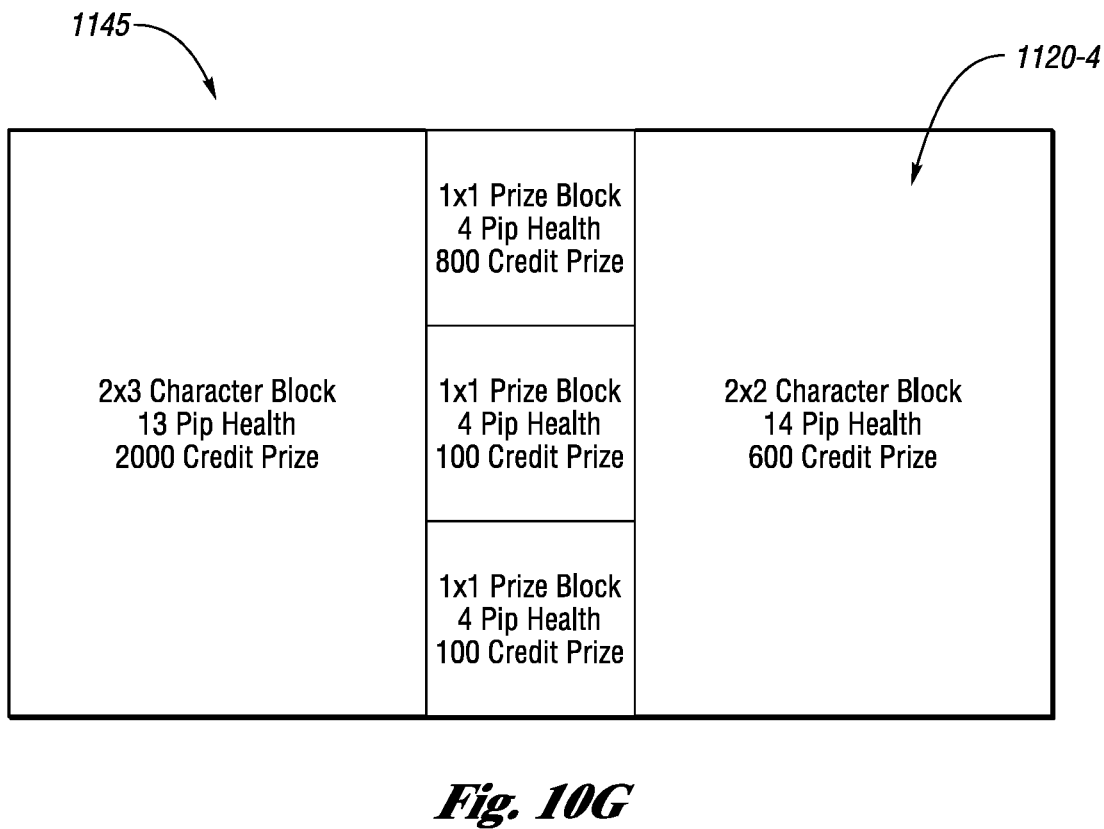 1145
1120-4
1x1 Prize Block
4 Pip Health
800 Credit Prize
2x3 Character Block
13 Pip Health
2000 Credit Prize
1x1 Prize Block
4 Pip Health
100 Credit Prize
2x2 Character Block
14 Pip Health
600 Credit Prize
1x1 Prize Block
4 Pip Health
100 Credit Prize
Fig. 10G